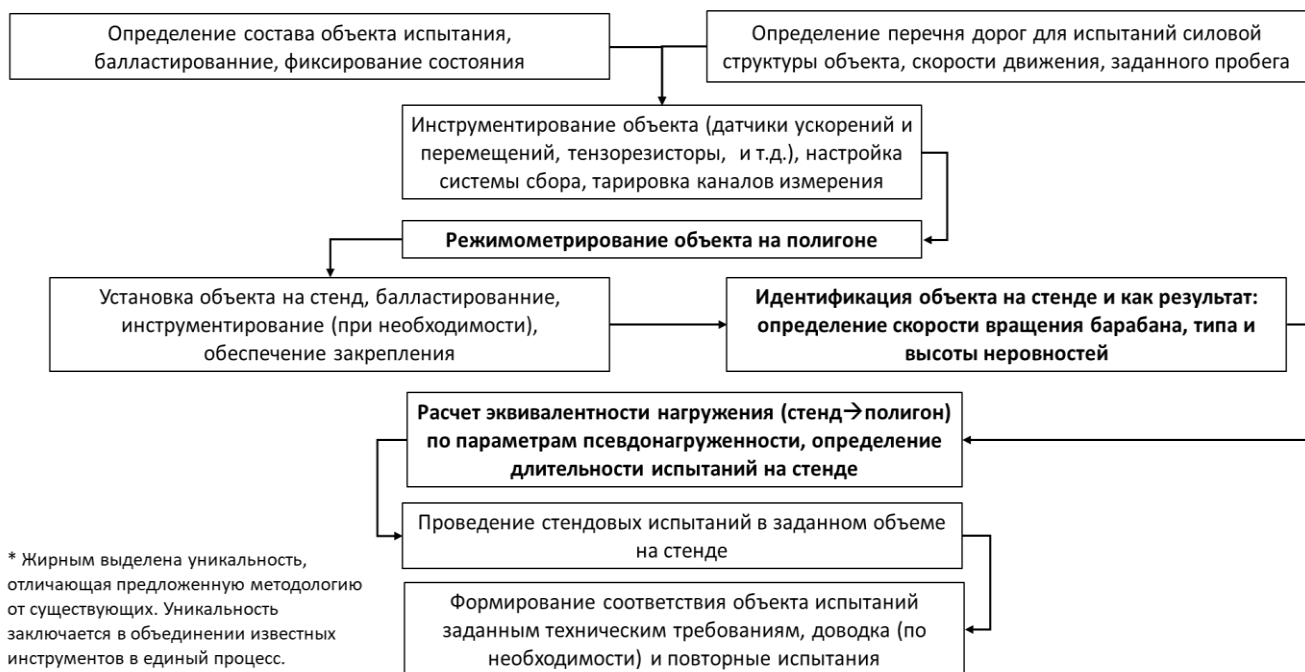 Определение состава объекта испытания,
балластированние, фиксирование состояния
Определение перечня дорог для испытаний силовой
структуры объекта, скорости движения, заданного пробега
Инструментирование объекта (датчики ускорений и
перемещений, тензорезисторы, и т.д.), настройка
системы сбора, тарировка каналов измерения
Режимометрирование объекта на полигоне
Установка объекта на стенд, балластированние,
инструментирование (при необходимости),
обеспечение закрепления
Идентификация объекта на стенде и как результат:
определение скорости вращения барабана, типа и
высоты неровностей
Расчет эквивалентности нагружения (стенд→полигон)
по параметрам псевдонагруженности, определение
длительности испытаний на стенде
Проведение стендовых испытаний в заданном объеме
на стенде
Формирование соответствия объекта испытаний
заданным техническим требованиям, доводка (по
необходимости) и повторные испытания
* Жирным выделена уникальность,
отличающая предложенную методологию
от существующих. Уникальность
заключается в объединении известных
инструментов в единый процесс.